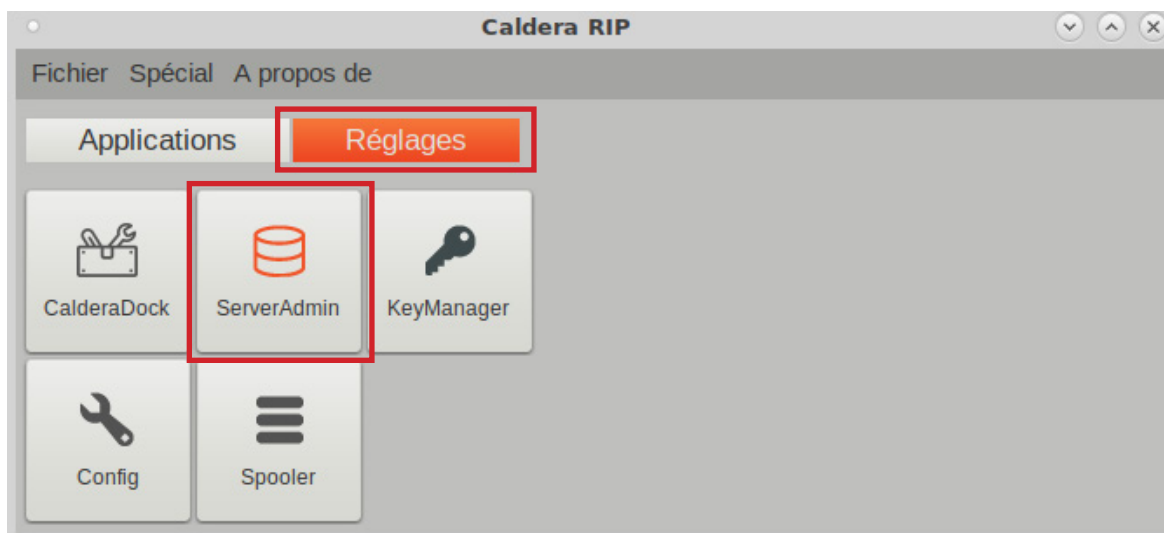 Caldera RIP
Fichier Spécial A propos de
Applications Réglages
CalderaDock ServerAdmin KeyManager
Config Spooler